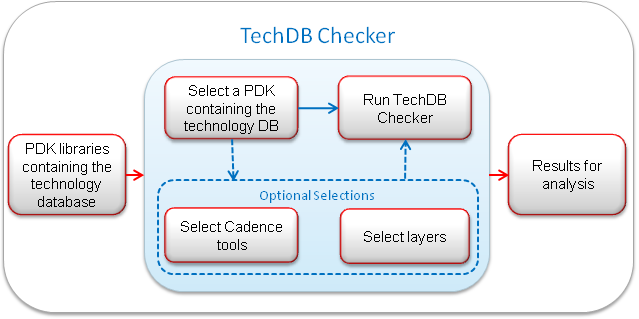 TechDB Checker
PDK libraries
containing the
technology
database
Select a PDK
containing the
technology DB
Run TechDB
Checker
Optional Selections
Select Cadence
tools
Select layers
Results for
analysis